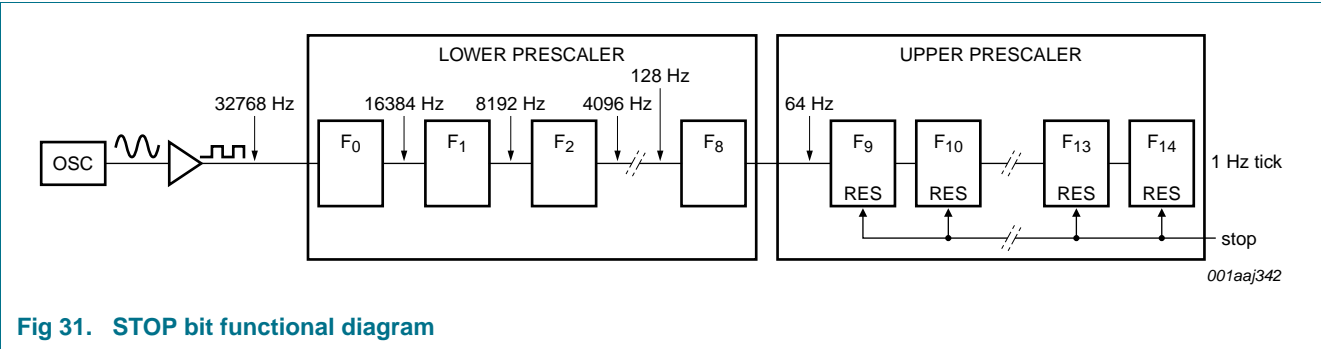 LOWER PRESCALER
UPPER PRESCALER
128 Hz
32768 Hz
16384 Hz
8192 Hz
4096 Hz
64 Hz
OSC
F0
F1
F2
F8
F9
F10
F13
F14
1 Hz tick
RES
RES
RES
RES
stop
001aaj342
Fig 31. STOP bit functional diagram